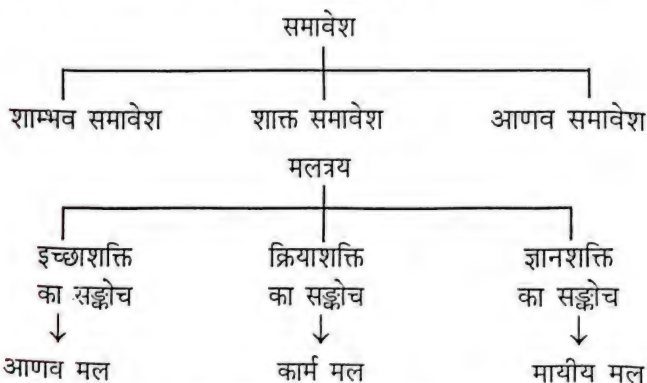 समावेश
शाम्भव समावेश शाक्त समावेश आणव समावेश
मलत्रय
इच्छाशक्ति क्रियाशक्ति ज्ञानशक्ति
का सङ्कोच का सङ्कोच का सङ्कोच
आणव मल कार्म मल मायीय मल